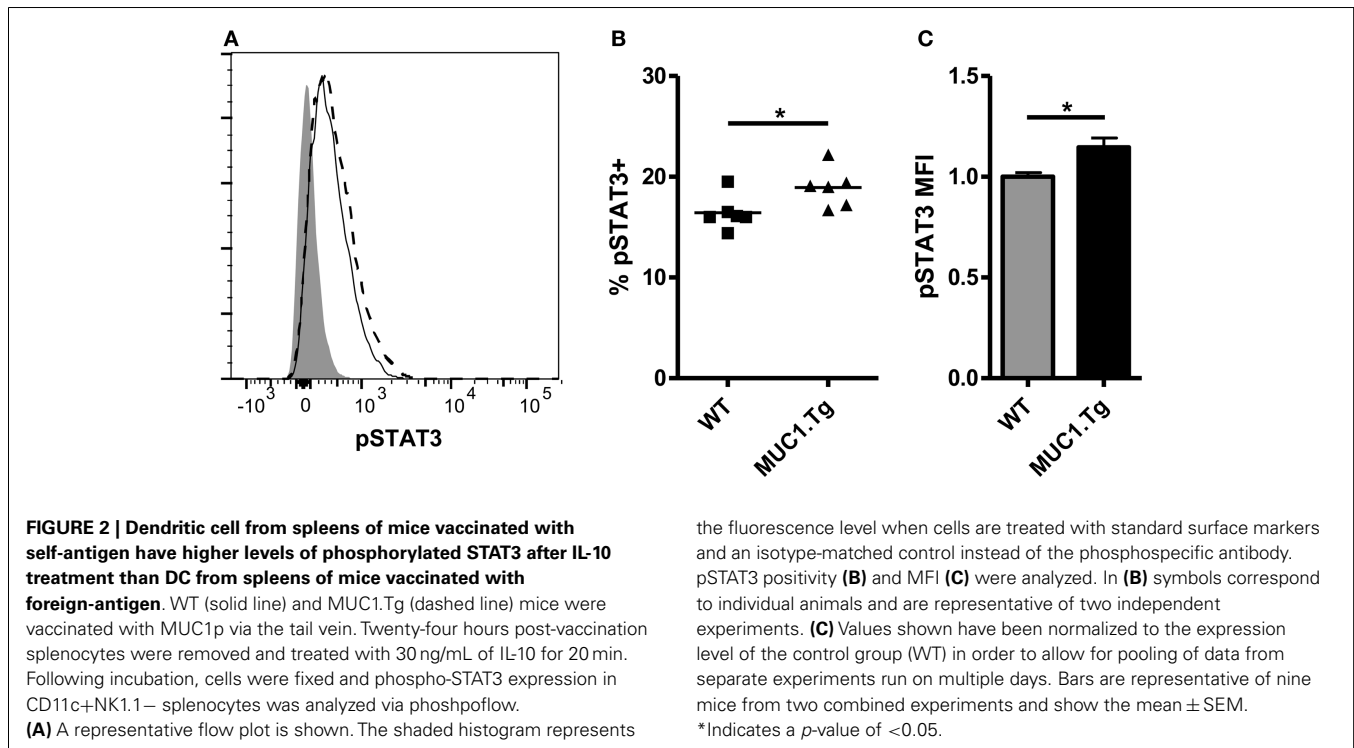 A
B
C
pSTAT3
-10³ 0 10³ 10⁴ 10⁵
% pSTAT3+
30
20
10
0
*
WT
MUC1.Tg
pSTAT3 MFI
1.5
1.0
0.5
0.0
*
WT
MUC1.Tg
FIGURE 2 | Dendritic cell from spleens of mice vaccinated with
self-antigen have higher levels of phosphorylated STAT3 after IL-10
treatment than DC from spleens of mice vaccinated with
foreign-antigen. WT (solid line) and MUC1.Tg (dashed line) mice were
vaccinated with MUC1p via the tail vein. Twenty-four hours post-vaccination
splenocytes were removed and treated with 30 ng/mL of IL-10 for 20 min.
Following incubation, cells were fixed and phospho-STAT3 expression in
CD11c+NK1.1− splenocytes was analyzed via phoshpoflow.
(A) A representative flow plot is shown. The shaded histogram represents
the fluorescence level when cells are treated with standard surface markers
and an isotype-matched control instead of the phosphospecific antibody.
pSTAT3 positivity (B) and MFI (C) were analyzed. In (B) symbols correspond
to individual animals and are representative of two independent
experiments. (C) Values shown have been normalized to the expression
level of the control group (WT) in order to allow for pooling of data from
separate experiments run on multiple days. Bars are representative of nine
mice from two combined experiments and show the mean ± SEM.
*Indicates a p-value of <0.05.